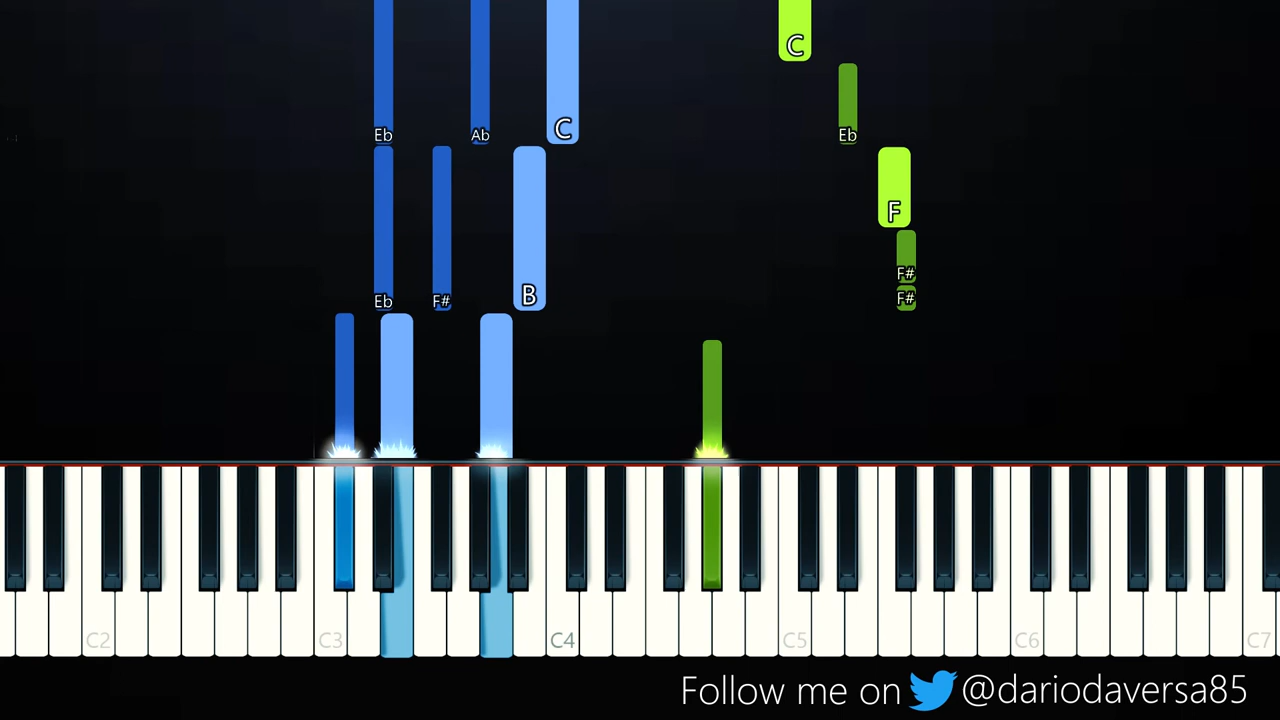 C
Eb Ab C Eb
F
F#
Eb F# B F#
C2 C3 C4 C5 C6 C7
Follow me on @dariodaversa85